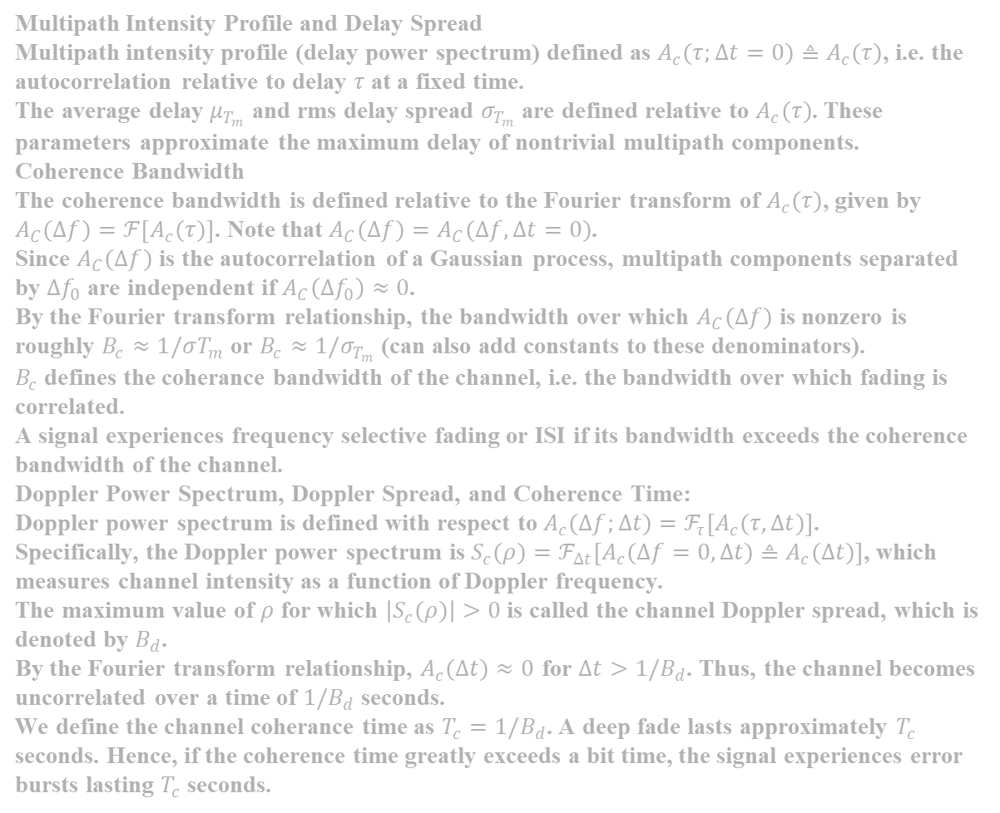 Multipath Intensity Profile and Delay Spread
Multipath intensity profile (delay power spectrum) defined as $A_c(\tau; \Delta t = 0) \triangleq A_c(\tau)$, i.e. the
autocorrelation relative to delay $\tau$ at a fixed time.
The average delay $\mu_{T_m}$ and rms delay spread $\sigma_{T_m}$ are defined relative to $A_c(\tau)$. These
parameters approximate the maximum delay of nontrivial multipath components.
Coherence Bandwidth
The coherence bandwidth is defined relative to the Fourier transform of $A_c(\tau)$, given by
$A_C(\Delta f) = \mathcal{F}[A_c(\tau)]$. Note that $A_C(\Delta f) = A_C(\Delta f, \Delta t = 0)$.
Since $A_C(\Delta f)$ is the autocorrelation of a Gaussian process, multipath components separated
by $\Delta f_0$ are independent if $A_C(\Delta f_0) \approx 0$.
By the Fourier transform relationship, the bandwidth over which $A_C(\Delta f)$ is nonzero is
roughly $B_c \approx 1/\sigma T_m$ or $B_c \approx 1/\sigma_{T_m}$ (can also add constants to these denominators).
$B_c$ defines the coherance bandwidth of the channel, i.e. the bandwidth over which fading is
correlated.
A signal experiences frequency selective fading or ISI if its bandwidth exceeds the coherence
bandwidth of the channel.
Doppler Power Spectrum, Doppler Spread, and Coherence Time:
Doppler power spectrum is defined with respect to $A_c(\Delta f; \Delta t) = \mathcal{F}_\tau[A_c(\tau, \Delta t)]$.
Specifically, the Doppler power spectrum is $S_c(\rho) = \mathcal{F}_{\Delta t}[A_c(\Delta f = 0, \Delta t) \triangleq A_c(\Delta t)]$, which
measures channel intensity as a function of Doppler frequency.
The maximum value of $\rho$ for which $|S_c(\rho)| > 0$ is called the channel Doppler spread, which is
denoted by $B_d$.
By the Fourier transform relationship, $A_c(\Delta t) \approx 0$ for $\Delta t > 1/B_d$. Thus, the channel becomes
uncorrelated over a time of $1/B_d$ seconds.
We define the channel coherance time as $T_c = 1/B_d$. A deep fade lasts approximately $T_c$
seconds. Hence, if the coherence time greatly exceeds a bit time, the signal experiences error
bursts lasting $T_c$ seconds.